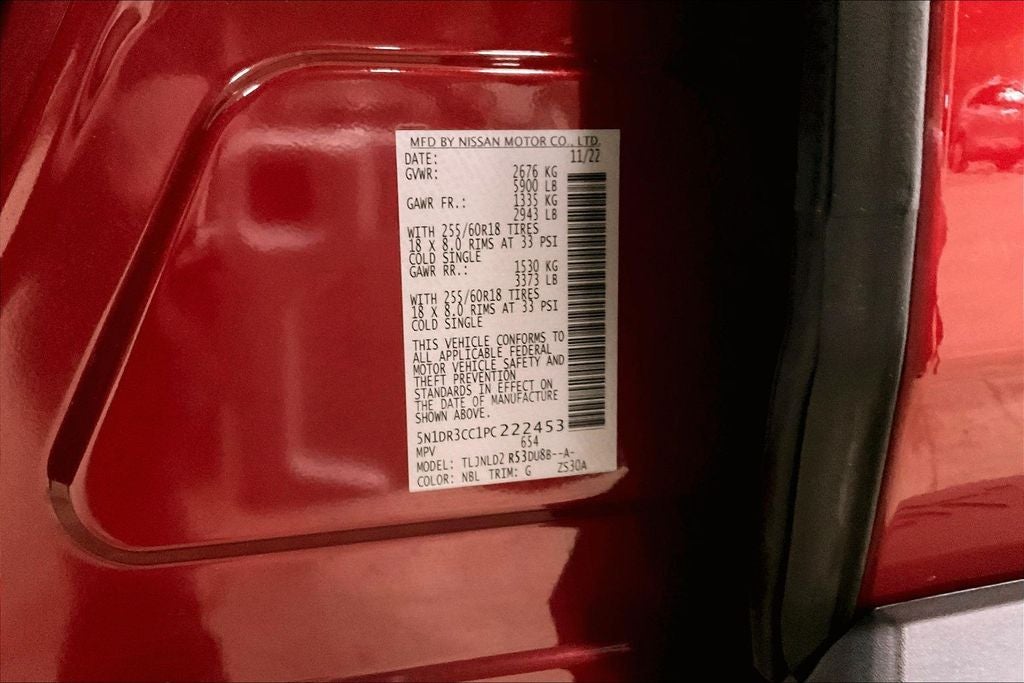 MFD BY NISSAN MOTOR CO., LTD.
DATE: 11/22
GVWR: 2676 KG
5900 LB
GAWR FR.: 1335 KG
2943 LB
WITH 255/60R18 TIRES
18 X 8.0 RIMS AT 33 PSI
COLD SINGLE
GAWR RR.: 1530 KG
3373 LB
WITH 255/60R18 TIRES
18 X 8.0 RIMS AT 33 PSI
COLD SINGLE
THIS VEHICLE CONFORMS TO
ALL APPLICABLE FEDERAL
MOTOR VEHICLE SAFETY AND
THEFT PREVENTION
STANDARDS IN EFFECT ON
THE DATE OF MANUFACTURE
SHOWN ABOVE.
5N1DR3CC1PC222453
MPV 654
MODEL: TLJNLD2 R53DU8B--A-
COLOR: NBL TRIM: G ZS30A